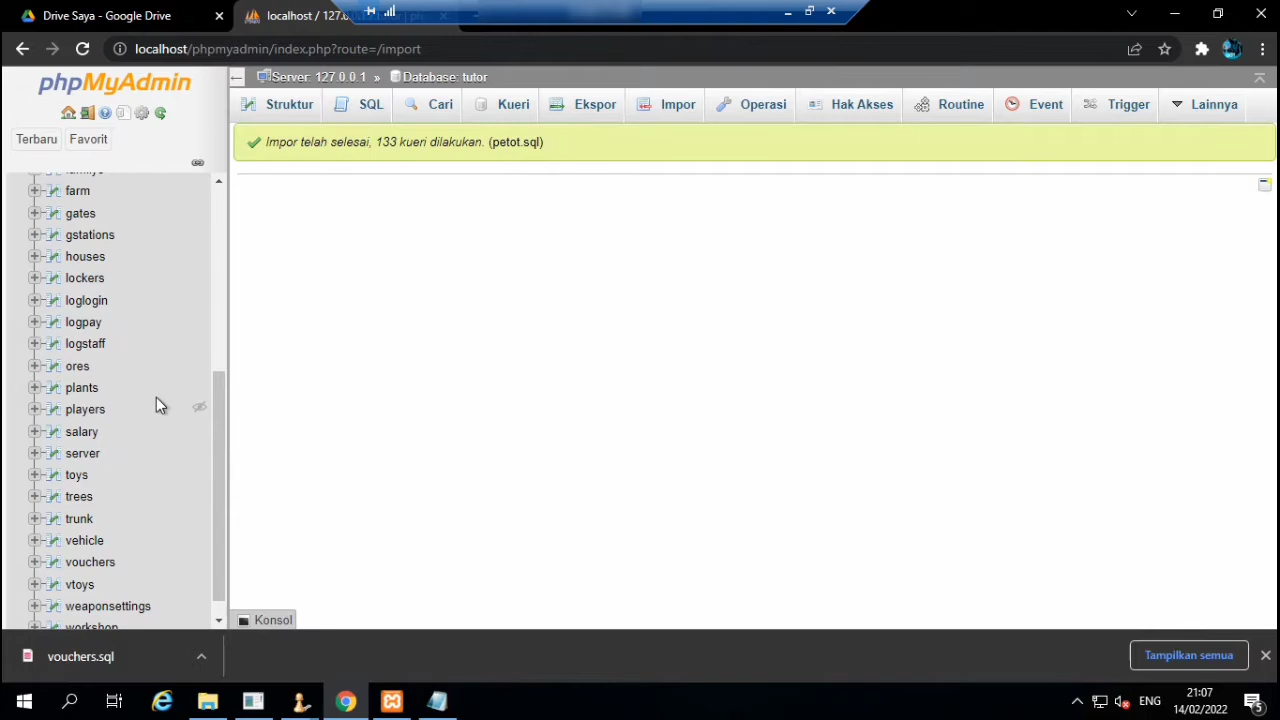 Drive Saya - Google Drive
localhost / 127.0.0.1
localhost/phpmyadmin/index.php?route=/import
phpMyAdmin
Server: 127.0.0.1 » Database: tutor
Struktur SQL Cari Kueri Ekspor Impor Operasi Hak Akses Routine Event Trigger Lainnya
Terbaru Favorit
Impor telah selesai, 133 kueri dilakukan. (petot.sql)
farm
gates
gstations
houses
lockers
loglogin
logpay
logstaff
ores
plants
players
salary
server
toys
trees
trunk
vehicle
vouchers
vtoys
weaponsettings
workshop
Konsol
vouchers.sql
Tampilkan semua
ENG
21:07
14/02/2022
5